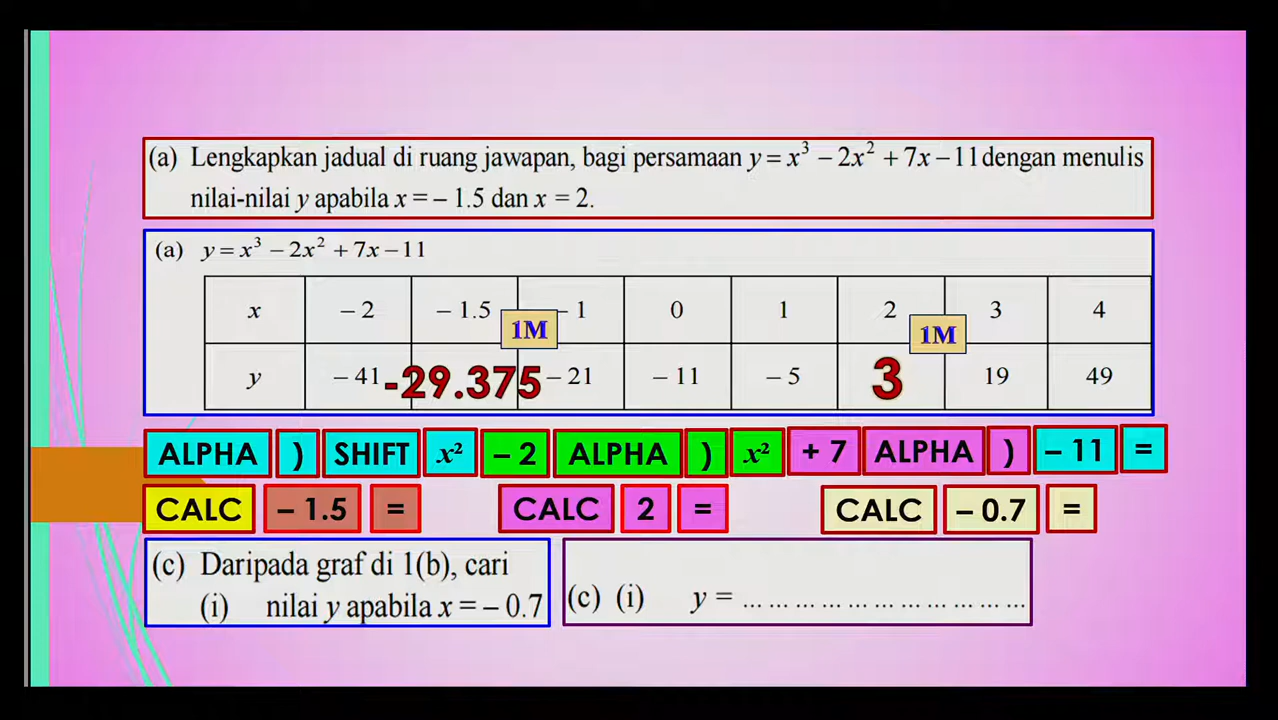 (a) Lengkapkan jadual di ruang jawapan, bagi persamaan y = x³ − 2x² + 7x − 11 dengan menulis
nilai-nilai y apabila x = − 1.5 dan x = 2.
(a) y = x³ − 2x² + 7x − 11
x − 2 − 1.5 − 1 0 1 2 3 4
1M 1M
y − 41 -29.375 − 21 − 11 − 5 3 19 49
ALPHA ) SHIFT x² − 2 ALPHA ) x² + 7 ALPHA ) − 11 =
CALC − 1.5 = CALC 2 = CALC − 0.7 =
(c) Daripada graf di 1(b), cari
(i) nilai y apabila x = − 0.7
(c) (i) y = ... ... ... ... ... ... ... ... ... ... ...